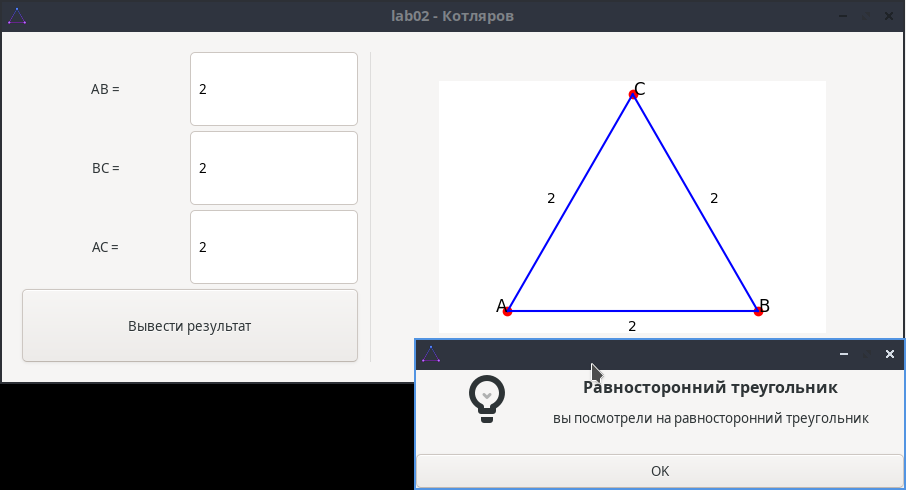 lab02 - Котляров
AB =
2
BC =
2
AC =
2
Вывести результат
C
2
2
A
B
2
Равносторонний треугольник
вы посмотрели на равносторонний треугольник
OK